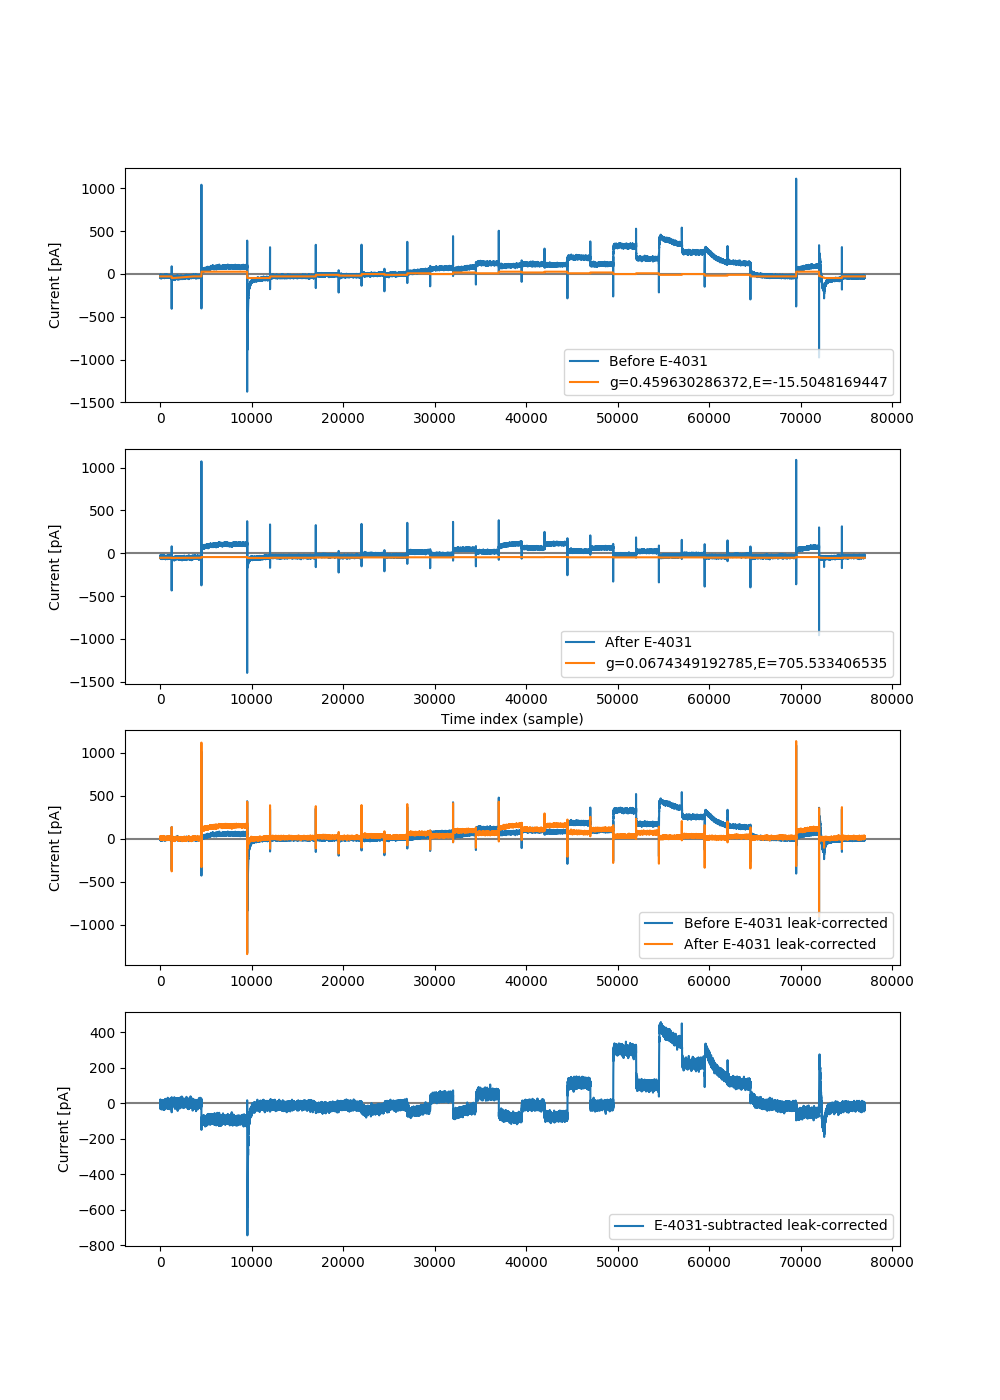 1000
500
0
−500
−1000
−1500
Current [pA]
Before E-4031
g=0.459630286372,E=-15.5048169447
0 10000 20000 30000 40000 50000 60000 70000 80000
1000
500
0
−500
−1000
−1500
Current [pA]
After E-4031
g=0.0674349192785,E=705.533406535
0 10000 20000 30000 40000 50000 60000 70000 80000
Time index (sample)
1000
500
0
−500
−1000
Current [pA]
Before E-4031 leak-corrected
After E-4031 leak-corrected
0 10000 20000 30000 40000 50000 60000 70000 80000
400
200
0
−200
−400
−600
−800
Current [pA]
E-4031-subtracted leak-corrected
0 10000 20000 30000 40000 50000 60000 70000 80000